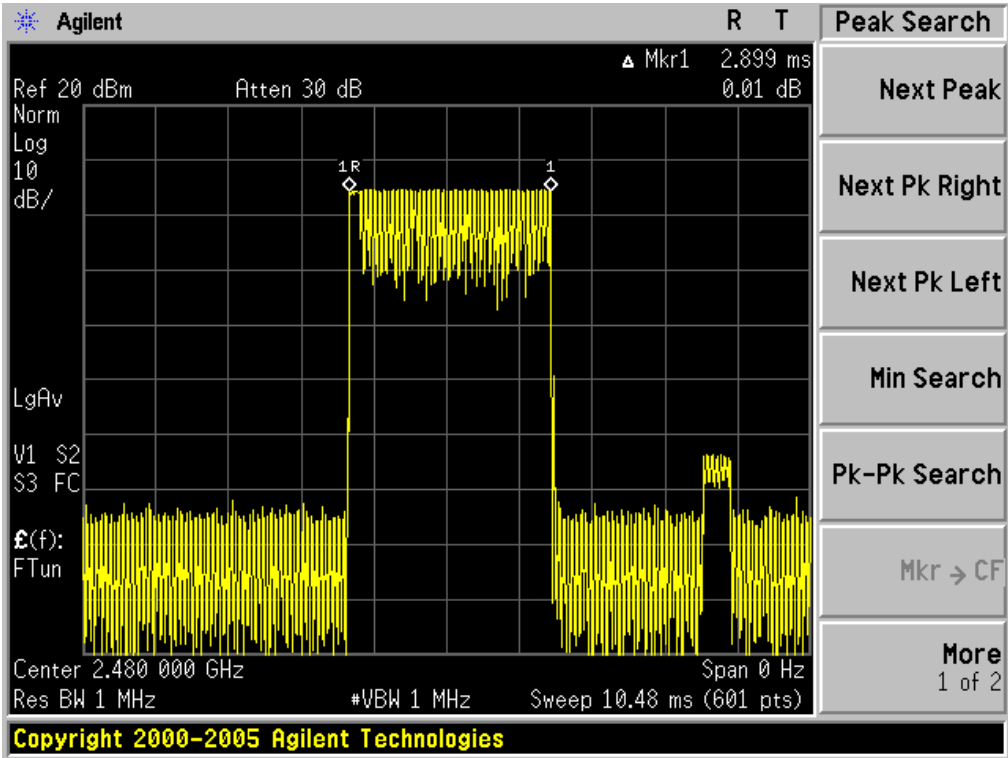 Agilent R T
Peak Search
▵ Mkr1 2.899 ms
Ref 20 dBm Atten 30 dB 0.01 dB
Norm
Log
10
dB/
1R 1
LgAv
V1 S2
S3 FC
£(f):
FTun
Center 2.480 000 GHz Span 0 Hz
Res BW 1 MHz #VBW 1 MHz Sweep 10.48 ms (601 pts)
Copyright 2000-2005 Agilent Technologies
Next Peak
Next Pk Right
Next Pk Left
Min Search
Pk-Pk Search
Mkr → CF
More
1 of 2